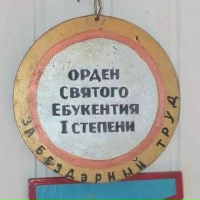 ОРДЕН
СВЯТОГО
ЕБУКЕНТИЯ
I СТЕПЕНИ
ЗА БЕЗДАРНЫЙ ТРУД